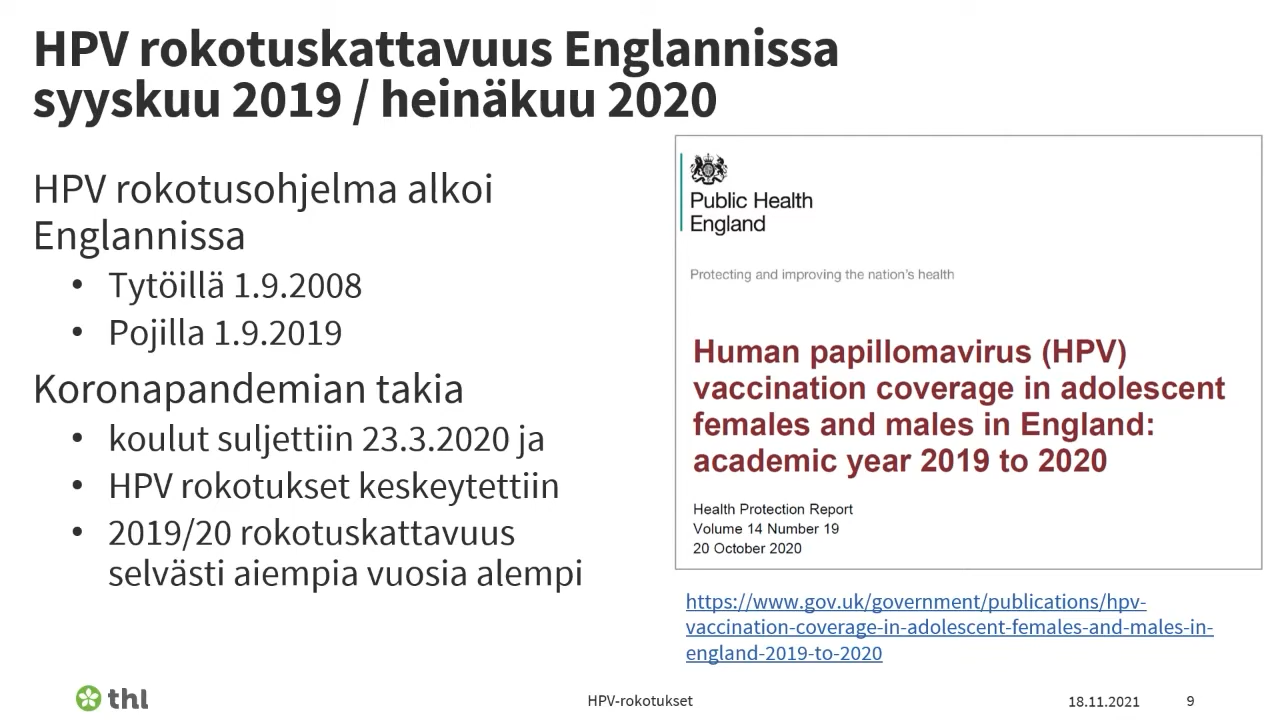 HPV rokotuskattavuus Englannissa
syyskuu 2019 / heinäkuu 2020
HPV rokotusohjelma alkoi
Englannissa
• Tytöillä 1.9.2008
• Pojilla 1.9.2019
Koronapandemian takia
• koulut suljettiin 23.3.2020 ja
• HPV rokotukset keskeytettiin
• 2019/20 rokotuskattavuus
selvästi aiempia vuosia alempi
Public Health
England
Protecting and improving the nation's health
Human papillomavirus (HPV)
vaccination coverage in adolescent
females and males in England:
academic year 2019 to 2020
Health Protection Report
Volume 14 Number 19
20 October 2020
https://www.gov.uk/government/publications/hpv-
vaccination-coverage-in-adolescent-females-and-males-in-
england-2019-to-2020
thl
HPV-rokotukset
18.11.2021
9